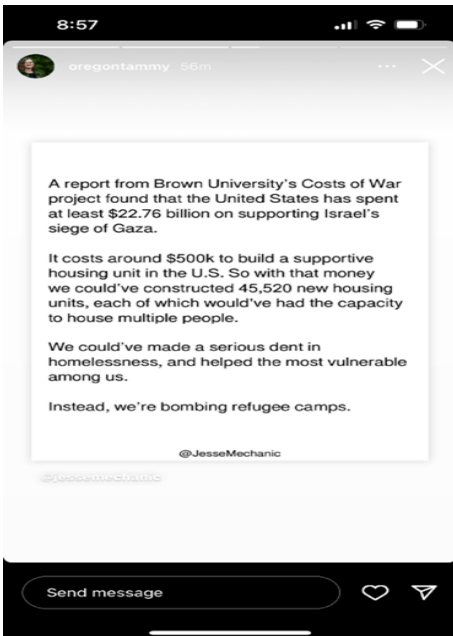 8:57
oregontammy 56m
A report from Brown University's Costs of War
project found that the United States has spent
at least $22.76 billion on supporting Israel's
siege of Gaza.
It costs around $500k to build a supportive
housing unit in the U.S. So with that money
we could've constructed 45,520 new housing
units, each of which would've had the capacity
to house multiple people.
We could've made a serious dent in
homelessness, and helped the most vulnerable
among us.
Instead, we're bombing refugee camps.
@JesseMechanic
@jessemechanic
Send message